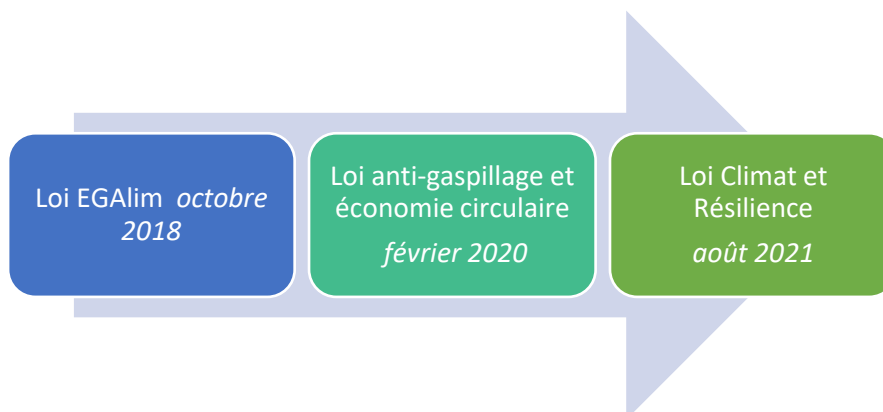 Loi EGAlim octobre
2018
Loi anti-gaspillage et
économie circulaire
février 2020
Loi Climat et
Résilience
août 2021